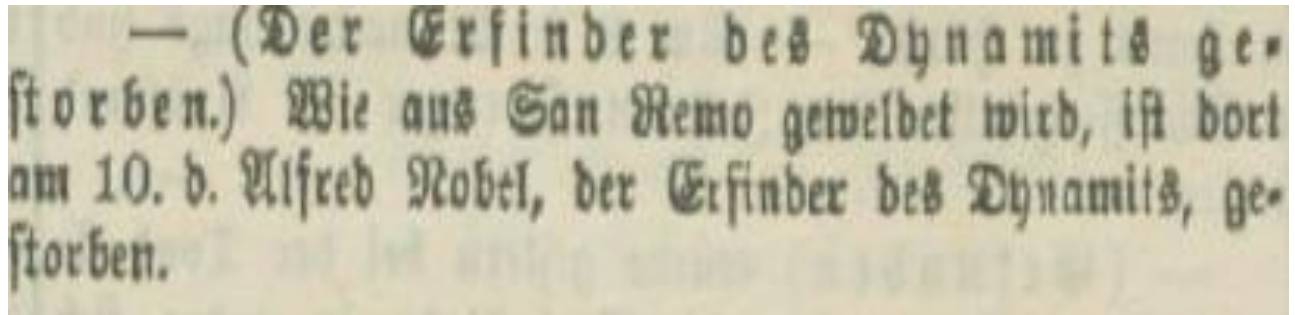 — (Der Erfinder des Dynamits ge-
storben.) Wie aus San Remo gemeldet wird, ist dort
am 10. d. Alfred Nobel, der Erfinder des Dynamits, ge-
storben.